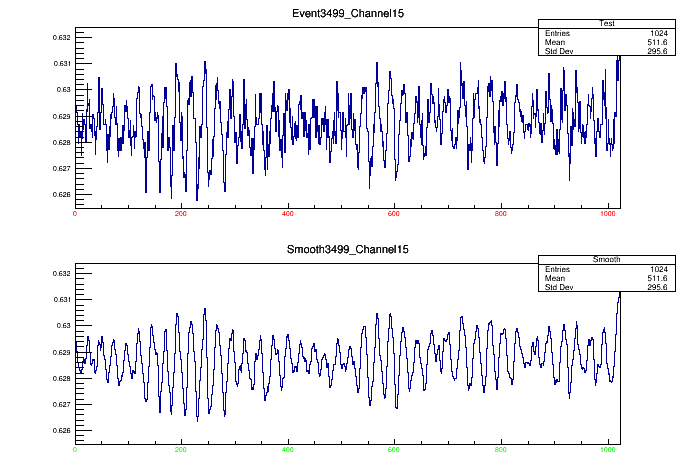 Event3499_Channel15
Test
Entries 1024
Mean 511.6
Std Dev 295.6
0.632
0.631
0.63
0.629
0.628
0.627
0.626
0 200 400 600 800 1000
Smooth3499_Channel15
Smooth
Entries 1024
Mean 511.6
Std Dev 295.6
0.632
0.631
0.63
0.629
0.628
0.627
0.626
0 200 400 600 800 1000